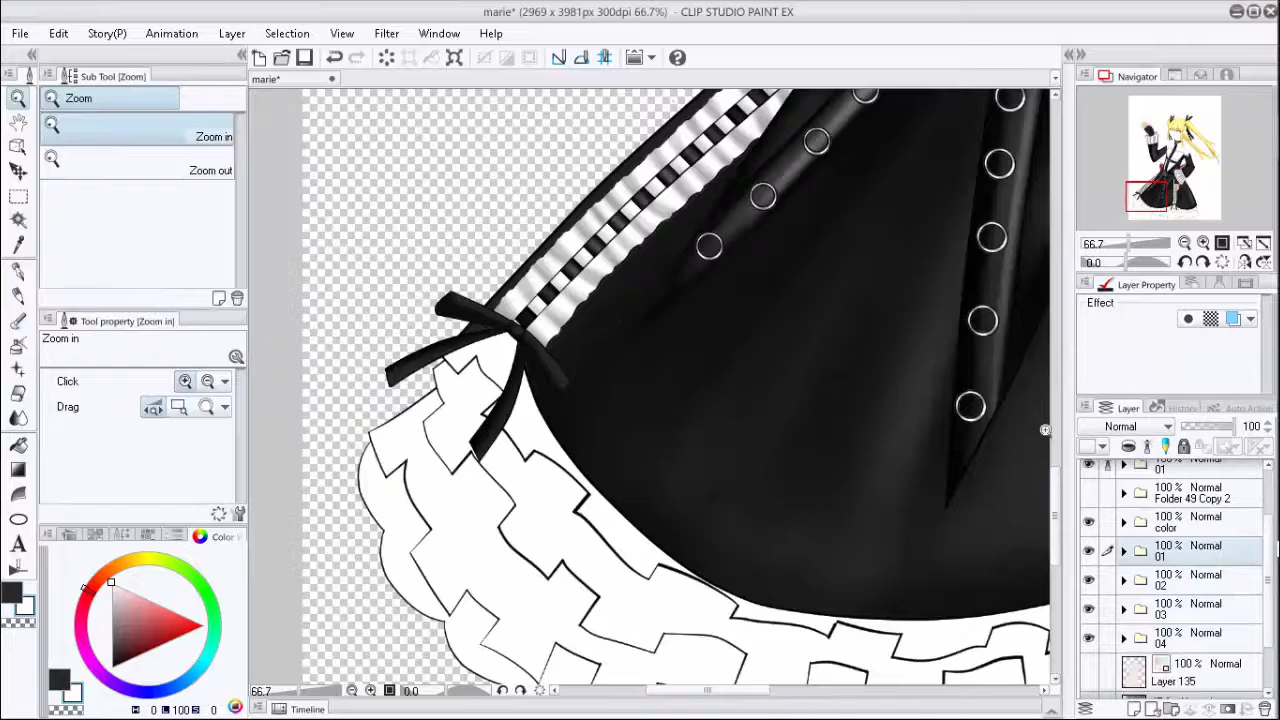 marie* (2969 x 3981px 300dpi 66.7%) - CLIP STUDIO PAINT EX
File Edit Story(P) Animation Layer Selection View Filter Window Help
marie*
Sub Tool [Zoom]
Zoom
Zoom in
Zoom out
Tool property [Zoom in]
Zoom in
Click
Drag
0 100 0
66.7 0.0
Timeline
Navigator
66.7
0.0
Layer Property
Effect
Layer History Auto Action
Normal 100
01
100 % Normal
Folder 49 Copy 2
100 % Normal
color
100 % Normal
01
100 % Normal
02
100 % Normal
03
100 % Normal
04
100 % Normal
Layer 135